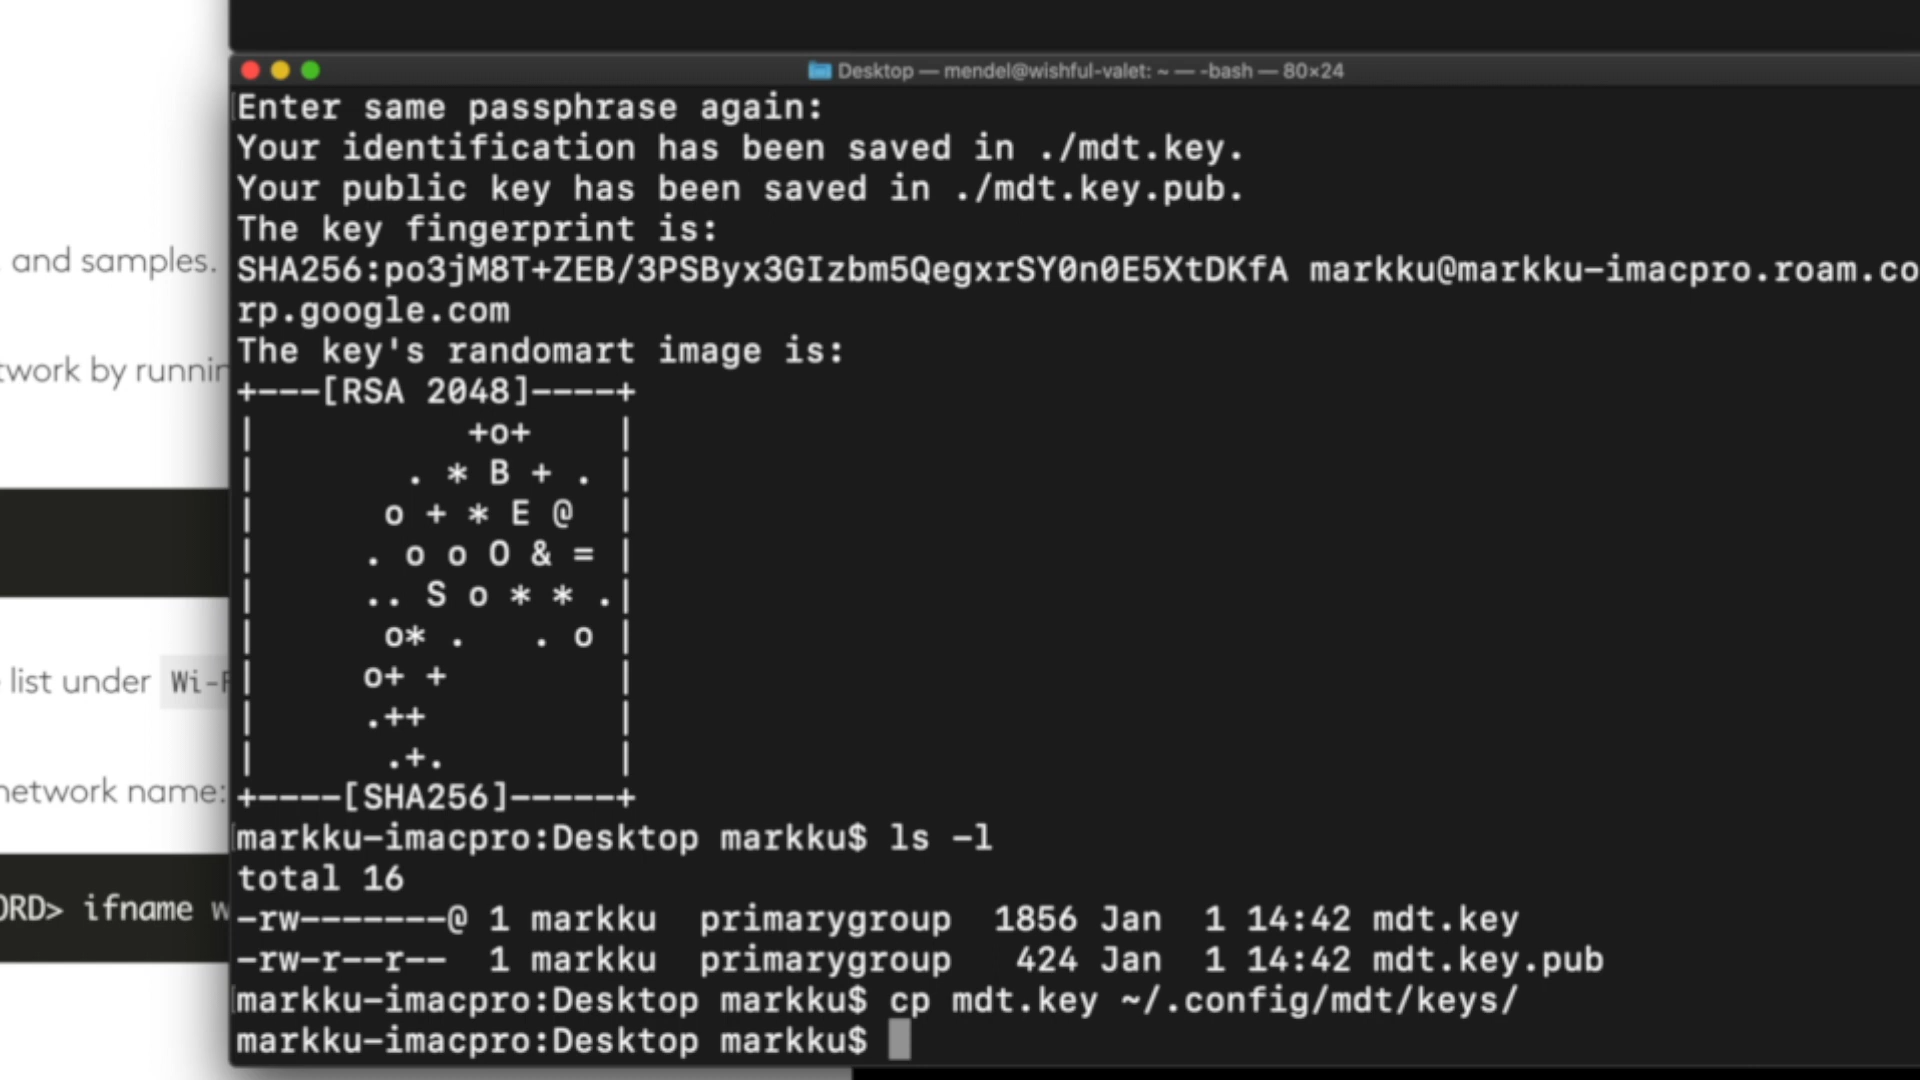 Desktop — mendel@wishful-valet: ~ — -bash — 80×24
Enter same passphrase again:
Your identification has been saved in ./mdt.key.
Your public key has been saved in ./mdt.key.pub.
The key fingerprint is:
SHA256:po3jM8T+ZEB/3PSByx3GIzbm5QegxrSY0n0E5XtDKfA markku@markku-imacpro.roam.co
rp.google.com
The key's randomart image is:
+---[RSA 2048]----+
|          +o+    |
|       . * B + . |
|      o + * E @  |
|     . o o O & = |
|     .. S o * * .|
|      o* .   . o |
|     o+ +        |
|     .++         |
|      .+.        |
+----[SHA256]-----+
markku-imacpro:Desktop markku$ ls -l
total 16
-rw-------@ 1 markku  primarygroup  1856 Jan  1 14:42 mdt.key
-rw-r--r--  1 markku  primarygroup   424 Jan  1 14:42 mdt.key.pub
markku-imacpro:Desktop markku$ cp mdt.key ~/.config/mdt/keys/
markku-imacpro:Desktop markku$
and samples.
twork by runnin
list under Wi-F
network name:
ORD> ifname w